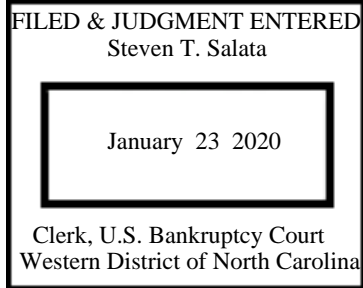 FILED & JUDGMENT ENTERED
Steven T. Salata
January 23 2020
Clerk, U.S. Bankruptcy Court
Western District of North Carolina